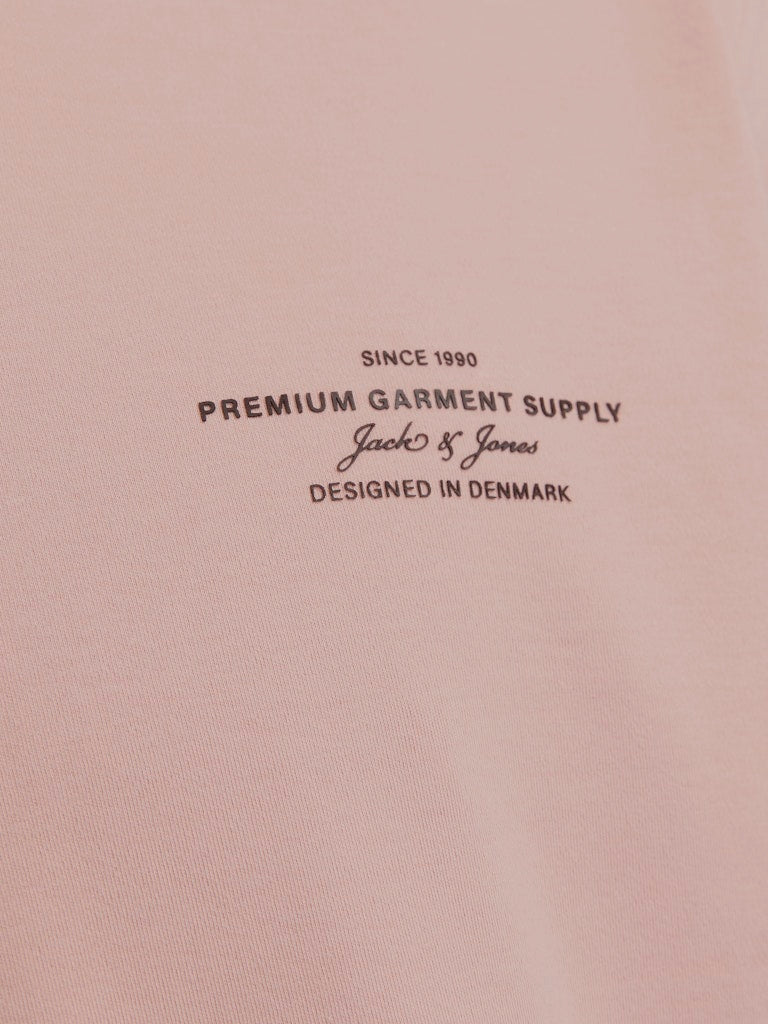 SINCE 1990
PREMIUM GARMENT SUPPLY
Jack & Jones
DESIGNED IN DENMARK